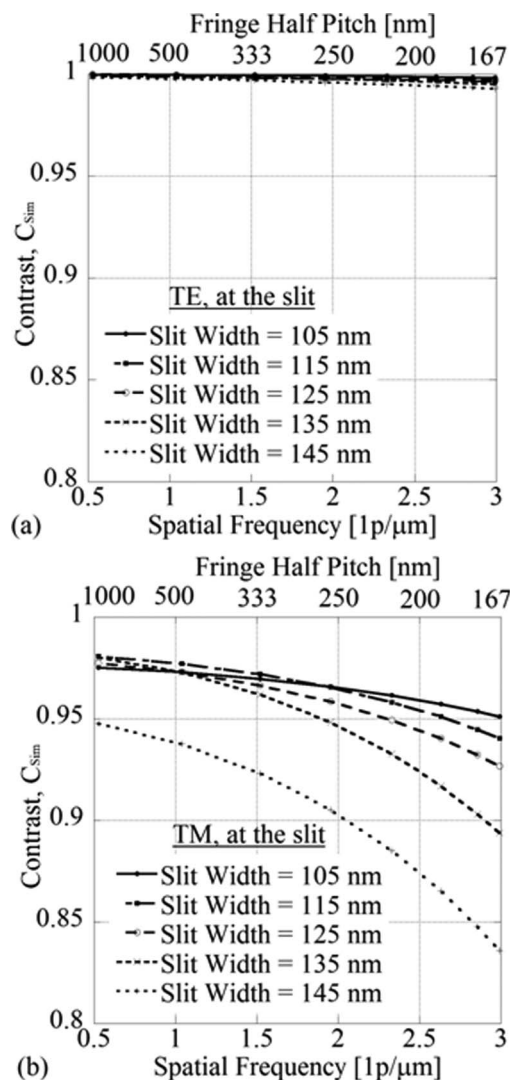 Fringe Half Pitch [nm]
1000 500 333 250 200 167
1
0.95
0.9
0.85
0.8
Contrast, CSim
TE, at the slit
Slit Width = 105 nm
Slit Width = 115 nm
Slit Width = 125 nm
Slit Width = 135 nm
Slit Width = 145 nm
0.5 1 1.5 2 2.5 3
(a) Spatial Frequency [1p/μm]
Fringe Half Pitch [nm]
1000 500 333 250 200 167
1
0.95
0.9
0.85
0.8
Contrast, CSim
TM, at the slit
Slit Width = 105 nm
Slit Width = 115 nm
Slit Width = 125 nm
Slit Width = 135 nm
Slit Width = 145 nm
0.5 1 1.5 2 2.5 3
(b) Spatial Frequency [1p/μm]